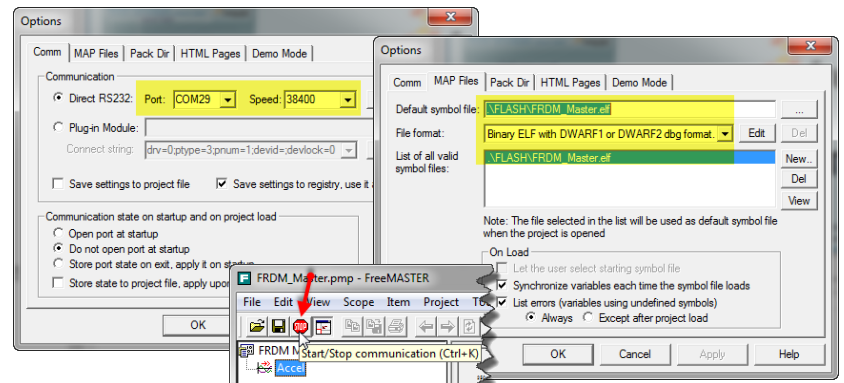 Options
Comm MAP Files Pack Dir HTML Pages Demo Mode
Communication
Direct RS232: Port: COM29 Speed: 38400
Plug-in Module:
Connect string: drv=0;ptype=3;pnum=1;devid=;devlock=0
Save settings to project file Save settings to registry, use it
Communication state on startup and on project load
Open port at startup
Do not open port at startup
Store port state on exit, apply it on startup
Store state to project file, apply upon
OK
Options
Comm MAP Files Pack Dir HTML Pages Demo Mode
Default symbol file: .\FLASH\FRDM_Master.elf ...
File format: Binary ELF with DWARF1 or DWARF2 dbg format. Edit Del
List of all valid .\FLASH\FRDM_Master.elf New..
symbol files: Del
View
Note: The file selected in the list will be used as default symbol file
when the project is opened
On Load
Let the user select starting symbol file
Synchronize variables each time the symbol file loads
List errors (variables using undefined symbols)
Always Except after project load
OK Cancel Apply Help
FRDM_Master.pmp - FreeMASTER
File Edit View Scope Item Project
STOP
FRDM
Start/Stop communication (Ctrl+K)
Accel